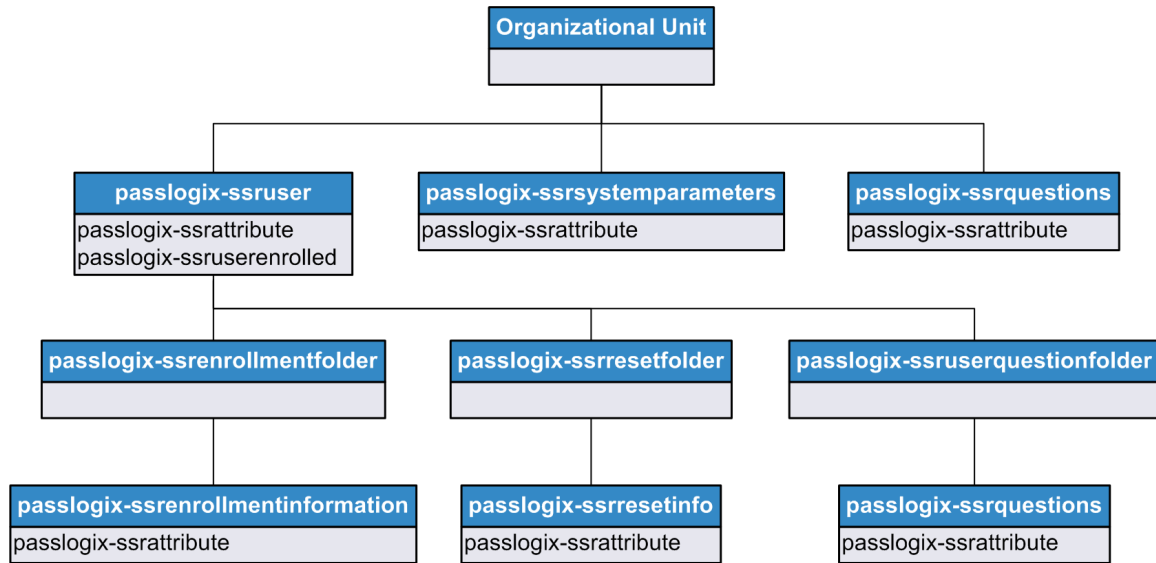 Organizational Unit
passlogix-ssruser
passlogix-ssrattribute
passlogix-ssruserenrolled
passlogix-ssrsystemparameters
passlogix-ssrattribute
passlogix-ssrquestions
passlogix-ssrattribute
passlogix-ssrenrollmentfolder
passlogix-ssrresetfolder
passlogix-ssruserquestionfolder
passlogix-ssrenrollmentinformation
passlogix-ssrattribute
passlogix-ssrresetinfo
passlogix-ssrattribute
passlogix-ssrquestions
passlogix-ssrattribute